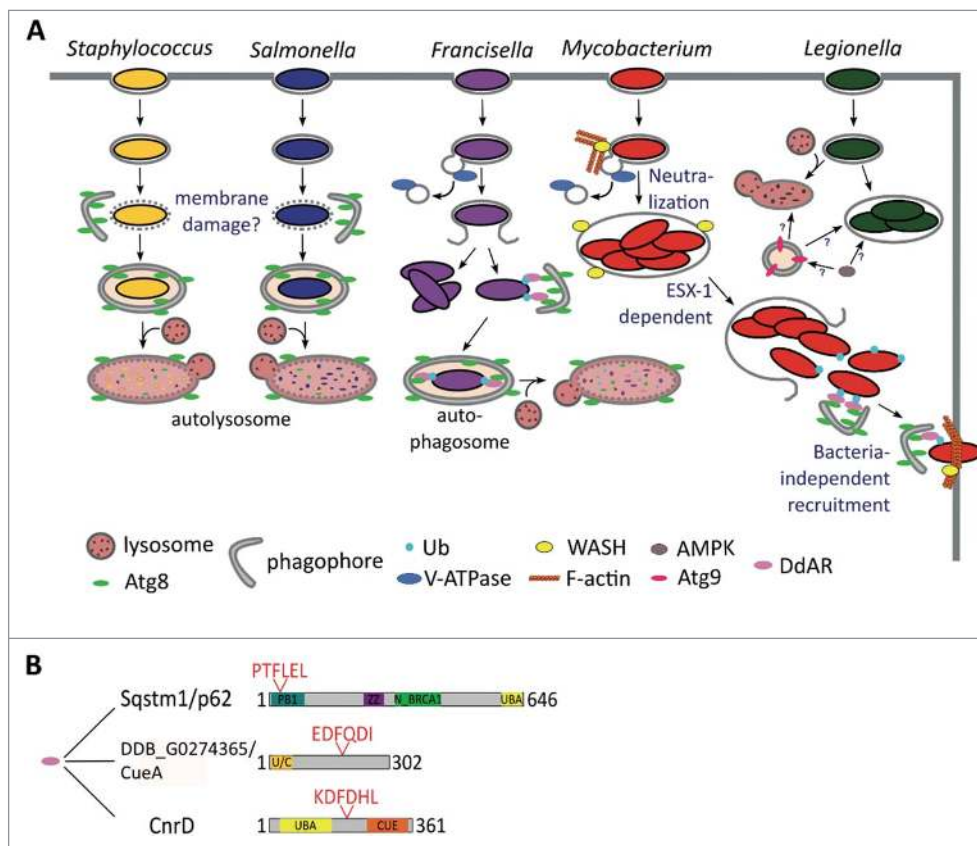 A
Staphylococcus Salmonella Francisella Mycobacterium Legionella
membrane
damage?
Neutra-
lization
ESX-1
dependent
? ? ? ?
autolysosome
auto-
phagosome
Bacteria-
independent
recruitment
lysosome
Atg8
phagophore
Ub
V-ATPase
WASH
F-actin
AMPK
Atg9
DdAR
B
PTFLEL
Sqstm1/p62 1 PB1 ZZ N_BRCA1 UBA 646
EDFQDI
DDB_G0274365/
CueA 1 U/C 302
KDFDHL
CnrD 1 UBA CUE 361